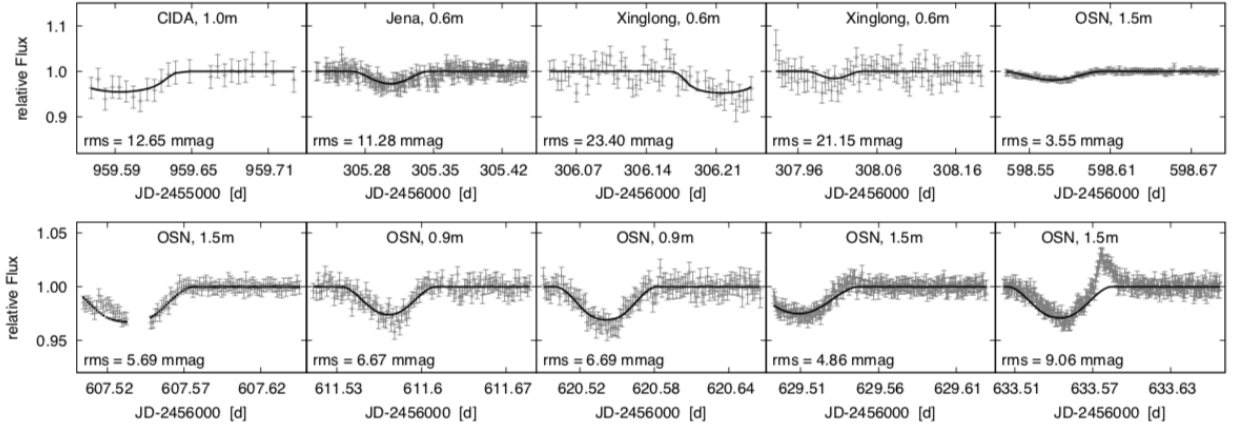 CIDA, 1.0m
Jena, 0.6m
Xinglong, 0.6m
Xinglong, 0.6m
OSN, 1.5m
1.1
1.0
0.9
relative Flux
rms = 12.65 mmag
rms = 11.28 mmag
rms = 23.40 mmag
rms = 21.15 mmag
rms = 3.55 mmag
959.59 959.65 959.71
305.28 305.35 305.42
306.07 306.14 306.21
307.96 308.06 308.16
598.55 598.61 598.67
JD-2455000 [d]
JD-2456000 [d]
JD-2456000 [d]
JD-2456000 [d]
JD-2456000 [d]
OSN, 1.5m
OSN, 0.9m
OSN, 0.9m
OSN, 1.5m
OSN, 1.5m
1.05
1.00
0.95
relative Flux
rms = 5.69 mmag
rms = 6.67 mmag
rms = 6.69 mmag
rms = 4.86 mmag
rms = 9.06 mmag
607.52 607.57 607.62
611.53 611.6 611.67
620.52 620.58 620.64
629.51 629.56 629.61
633.51 633.57 633.63
JD-2456000 [d]
JD-2456000 [d]
JD-2456000 [d]
JD-2456000 [d]
JD-2456000 [d]